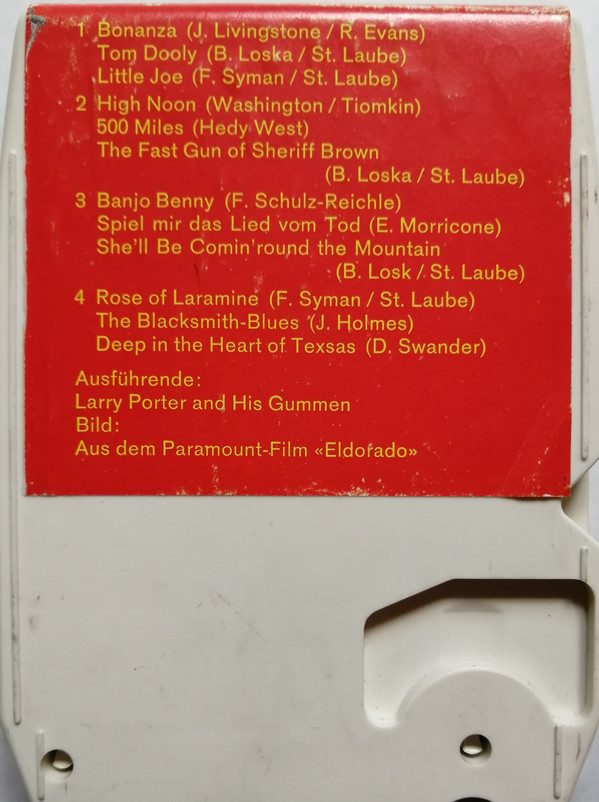 1 Bonanza (J. Livingstone / R. Evans)
Tom Dooly (B. Loska / St. Laube)
Little Joe (F. Syman / St. Laube)
2 High Noon (Washington / Tiomkin)
500 Miles (Hedy West)
The Fast Gun of Sheriff Brown
(B. Loska / St. Laube)
3 Banjo Benny (F. Schulz-Reichle)
Spiel mir das Lied vom Tod (E. Morricone)
She'll Be Comin'round the Mountain
(B. Losk / St. Laube)
4 Rose of Laramine (F. Syman / St. Laube)
The Blacksmith-Blues (J. Holmes)
Deep in the Heart of Texsas (D. Swander)
Ausführende:
Larry Porter and His Gummen
Bild:
Aus dem Paramount-Film «Eldorado»